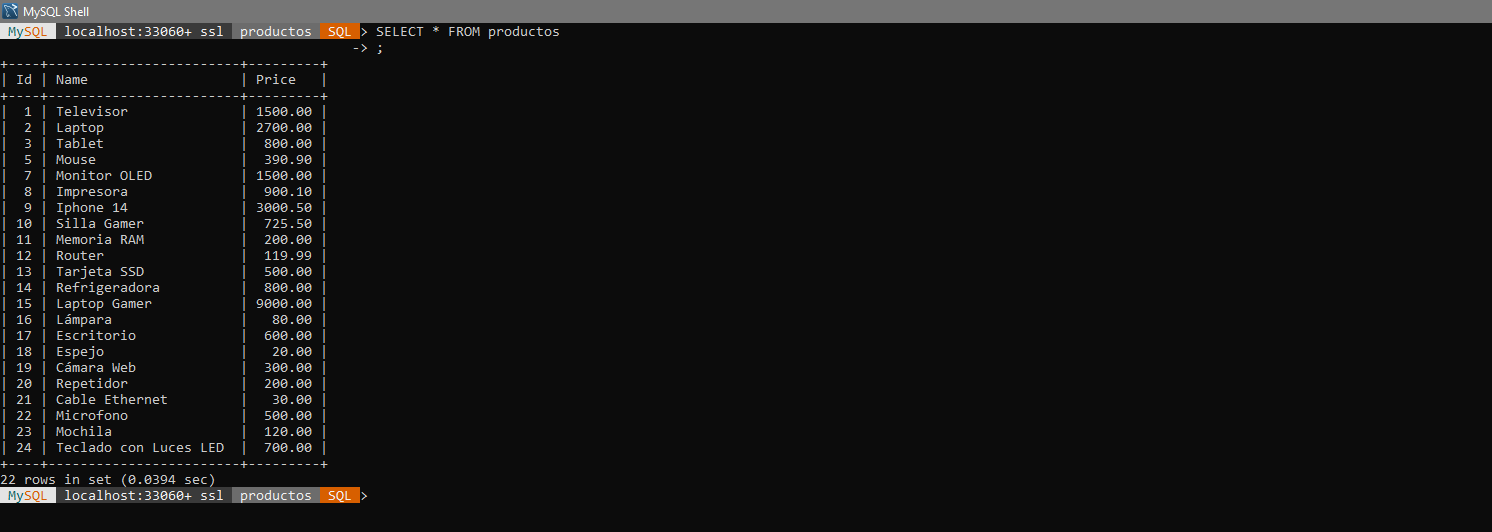 MySQL Shell
MySQL localhost:33060+ ssl productos SQL > SELECT * FROM productos
-> ;
+----+------------------------+---------+
| Id | Name                   | Price   |
+----+------------------------+---------+
|  1 | Televisor              | 1500.00 |
|  2 | Laptop                 | 2700.00 |
|  3 | Tablet                 |  800.00 |
|  5 | Mouse                  |  390.90 |
|  7 | Monitor OLED           | 1500.00 |
|  8 | Impresora              |  900.10 |
|  9 | Iphone 14              | 3000.50 |
| 10 | Silla Gamer            |  725.50 |
| 11 | Memoria RAM            |  200.00 |
| 12 | Router                 |  119.99 |
| 13 | Tarjeta SSD            |  500.00 |
| 14 | Refrigeradora          |  800.00 |
| 15 | Laptop Gamer           | 9000.00 |
| 16 | Lámpara                |   80.00 |
| 17 | Escritorio             |  600.00 |
| 18 | Espejo                 |   20.00 |
| 19 | Cámara Web             |  300.00 |
| 20 | Repetidor              |  200.00 |
| 21 | Cable Ethernet         |   30.00 |
| 22 | Microfono              |  500.00 |
| 23 | Mochila                |  120.00 |
| 24 | Teclado con Luces LED  |  700.00 |
+----+------------------------+---------+
22 rows in set (0.0394 sec)
MySQL localhost:33060+ ssl productos SQL >